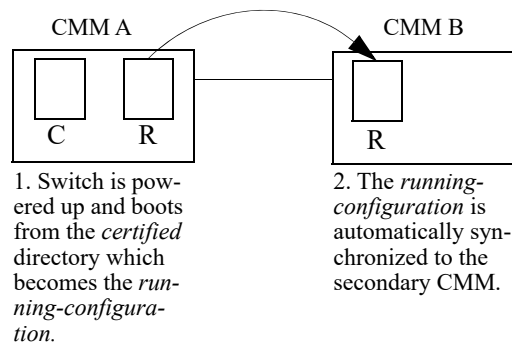 CMM A
CMM B
C
R
R
1. Switch is pow-
ered up and boots
from the certified
directory which
becomes the run-
ning-configura-
tion.
2. The running-
configuration is
automatically syn-
chronized to the
secondary CMM.